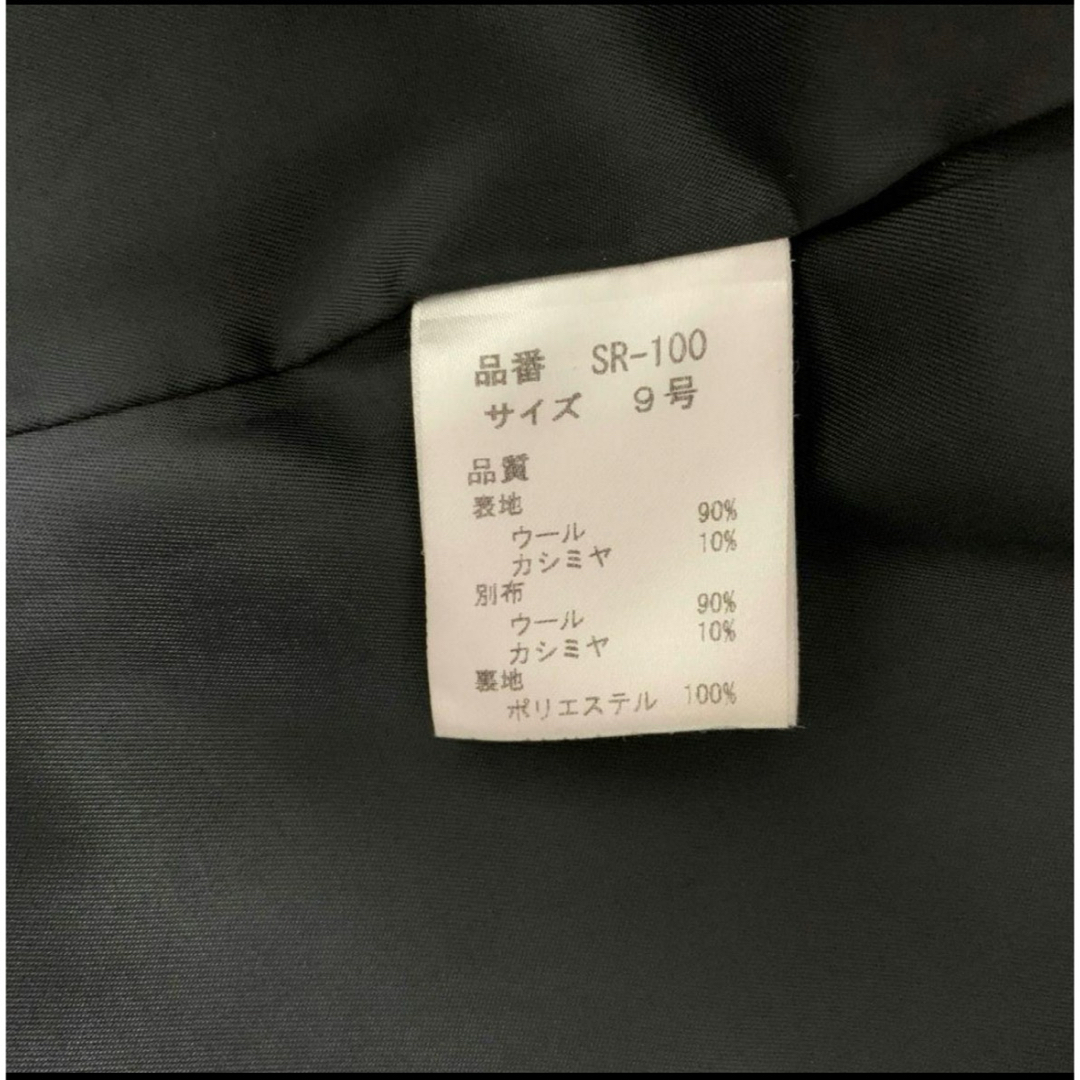 品番 SR-100
サイズ 9号
品質
表地
ウール 90%
カシミヤ 10%
別布
ウール 90%
カシミヤ 10%
裏地
ポリエステル 100%